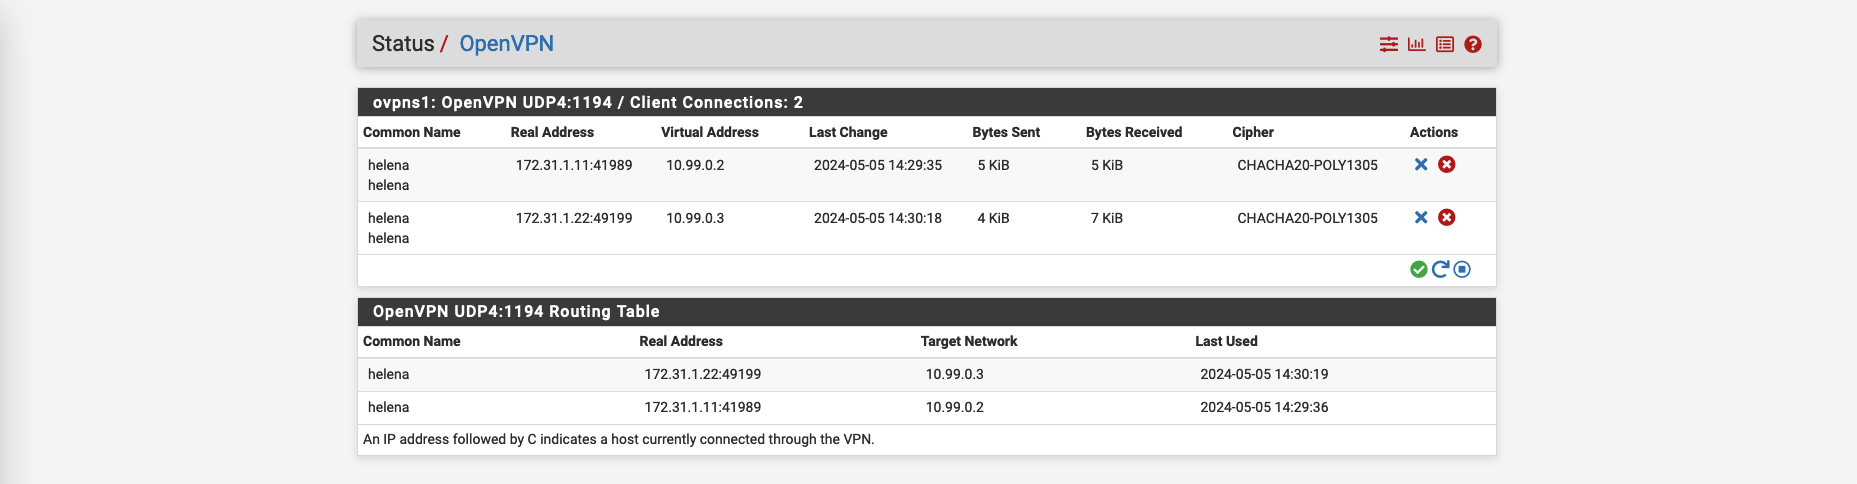 Status / OpenVPN
ovpns1: OpenVPN UDP4:1194 / Client Connections: 2
Common Name Real Address Virtual Address Last Change Bytes Sent Bytes Received Cipher Actions
helena 172.31.1.11:41989 10.99.0.2 2024-05-05 14:29:35 5 KiB 5 KiB CHACHA20-POLY1305
helena
helena 172.31.1.22:49199 10.99.0.3 2024-05-05 14:30:18 4 KiB 7 KiB CHACHA20-POLY1305
helena
OpenVPN UDP4:1194 Routing Table
Common Name Real Address Target Network Last Used
helena 172.31.1.22:49199 10.99.0.3 2024-05-05 14:30:19
helena 172.31.1.11:41989 10.99.0.2 2024-05-05 14:29:36
An IP address followed by C indicates a host currently connected through the VPN.